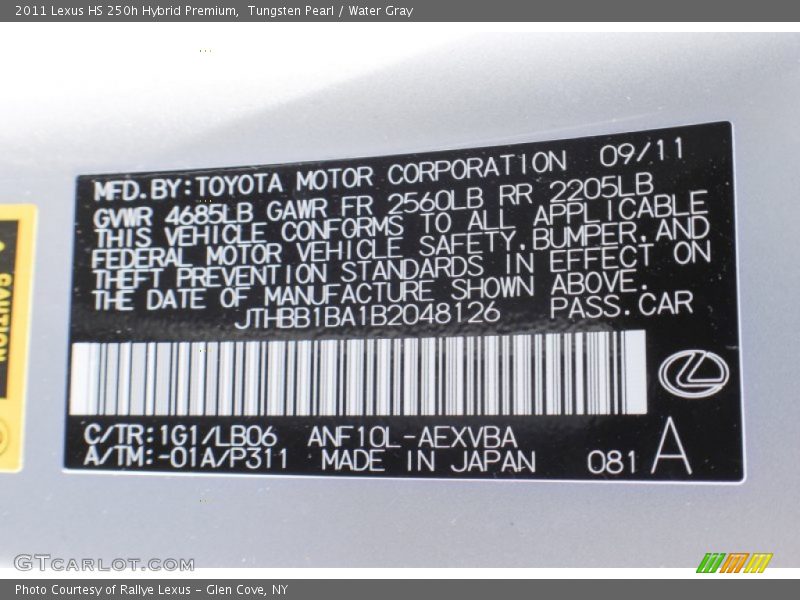 2011 Lexus HS 250h Hybrid Premium,  Tungsten Pearl / Water Gray
MFD.BY:TOYOTA MOTOR CORPORATION 09/11
GVWR 4685LB GAWR FR 2560LB RR 2205LB
THIS VEHICLE CONFORMS TO ALL APPLICABLE
FEDERAL MOTOR VEHICLE SAFETY,BUMPER,AND
THEFT PREVENTION STANDARDS IN EFFECT ON
THE DATE OF MANUFACTURE SHOWN ABOVE.
JTHBB1BA1B2048126 PASS.CAR
CAUTION
C/TR:1G1/LB06 ANF10L-AEXVBA
A/TM:-01A/P311 MADE IN JAPAN 081 A
GTCARLOT.COM
Photo Courtesy of Rallye Lexus - Glen Cove, NY